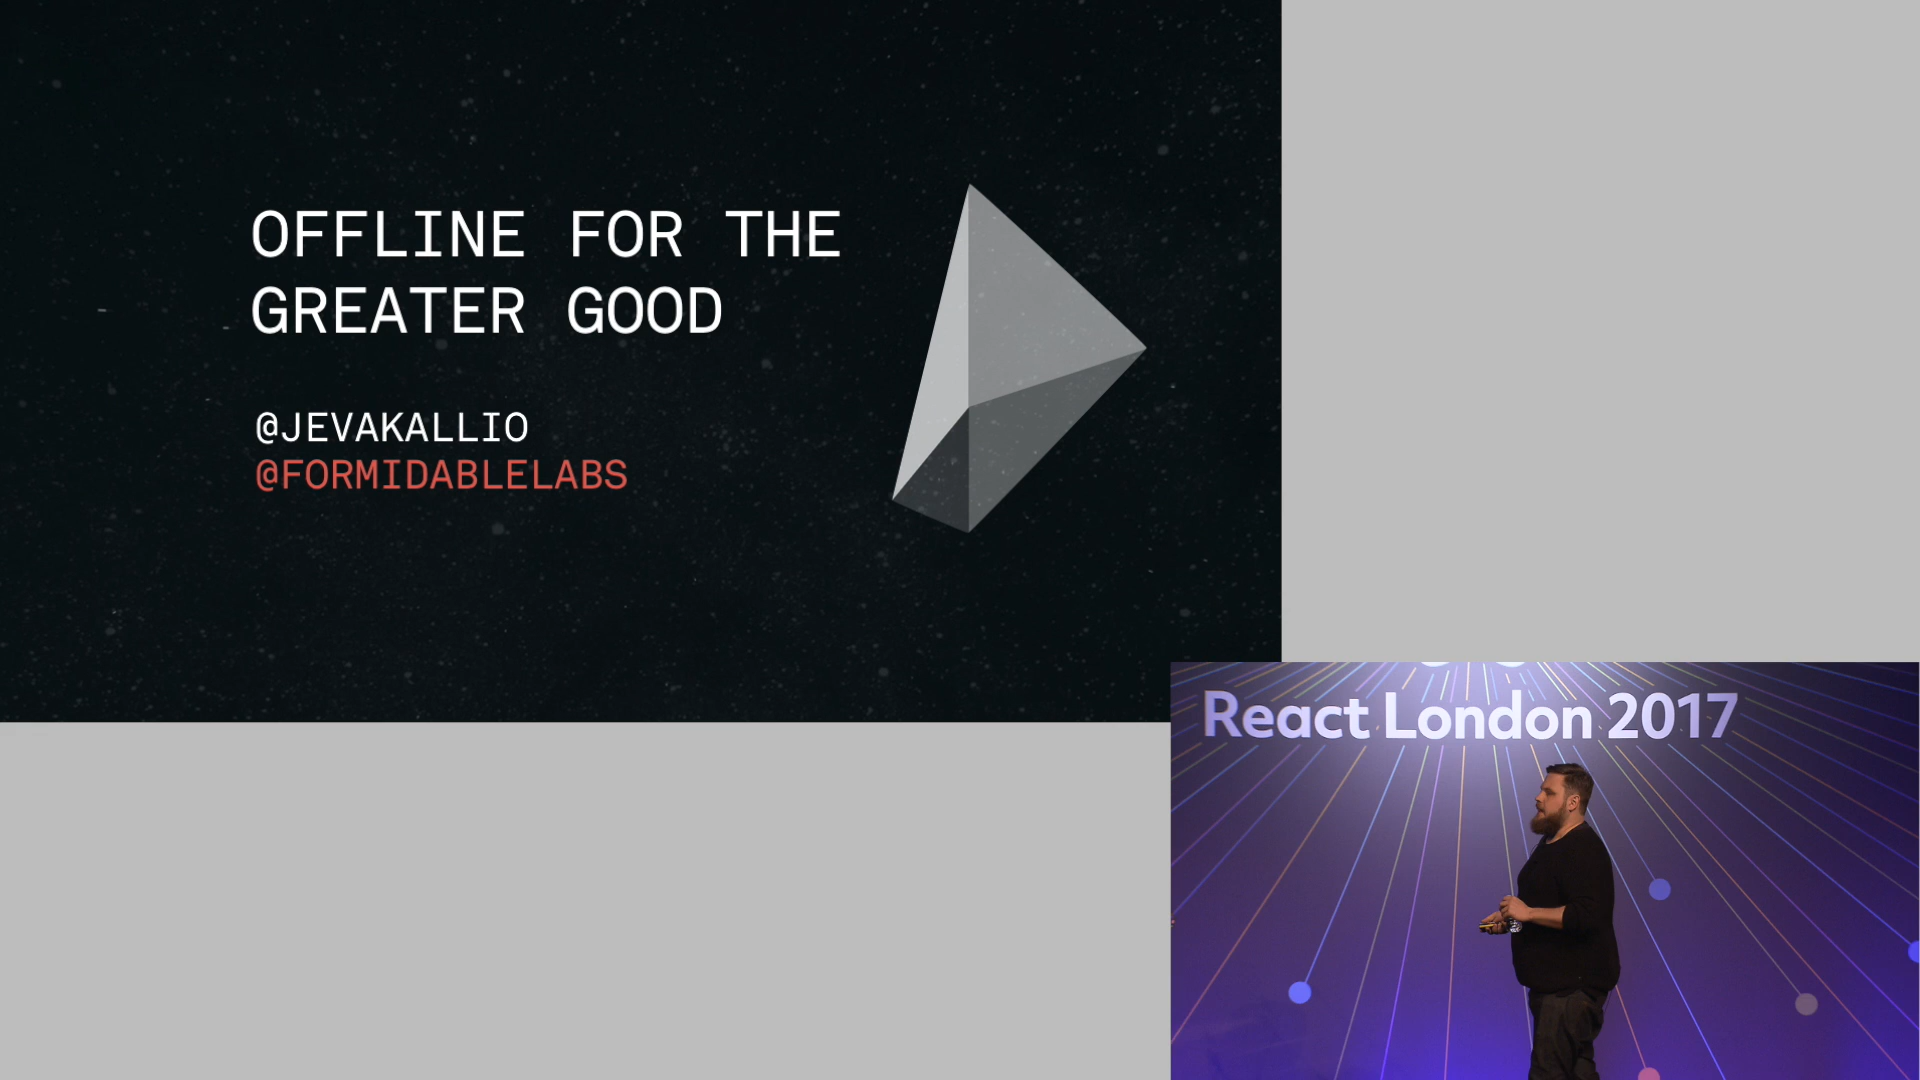 OFFLINE FOR THE
GREATER GOOD
@JEVAKALLIO
@FORMIDABLELABS
React London 2017